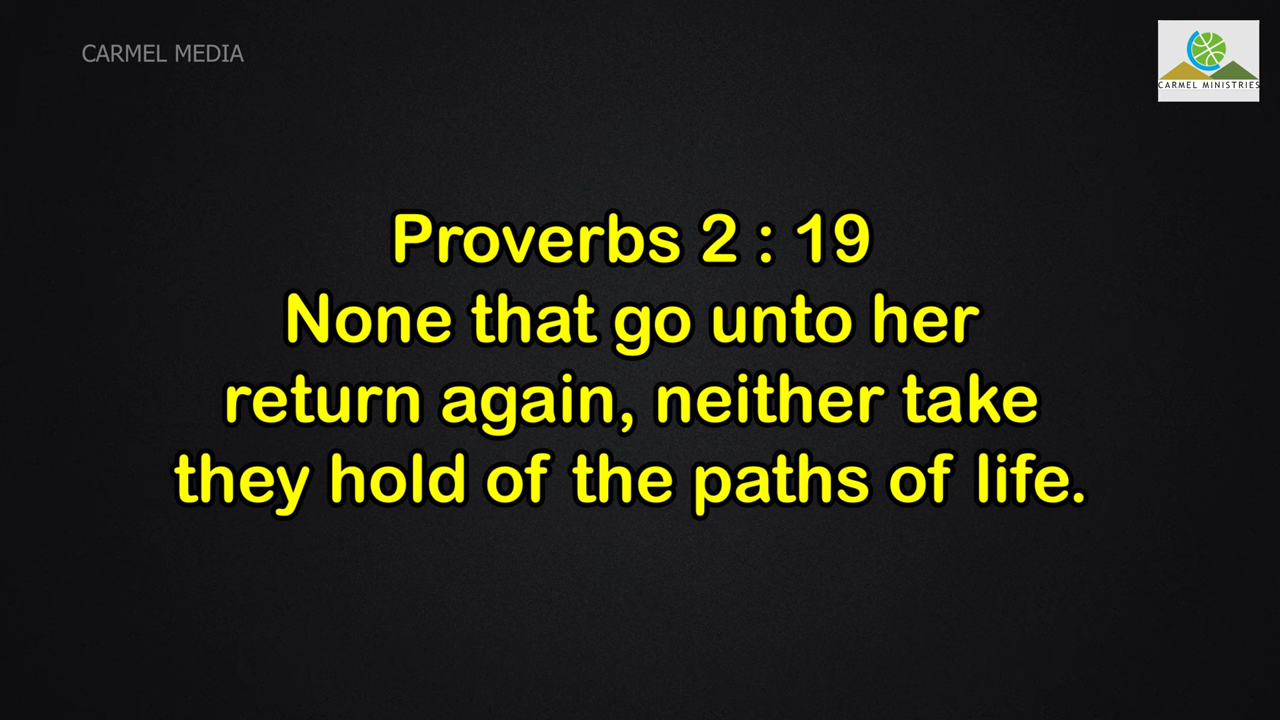 CARMEL MEDIA
CARMEL MINISTRIES
Proverbs 2 : 19
None that go unto her
return again, neither take
they hold of the paths of life.